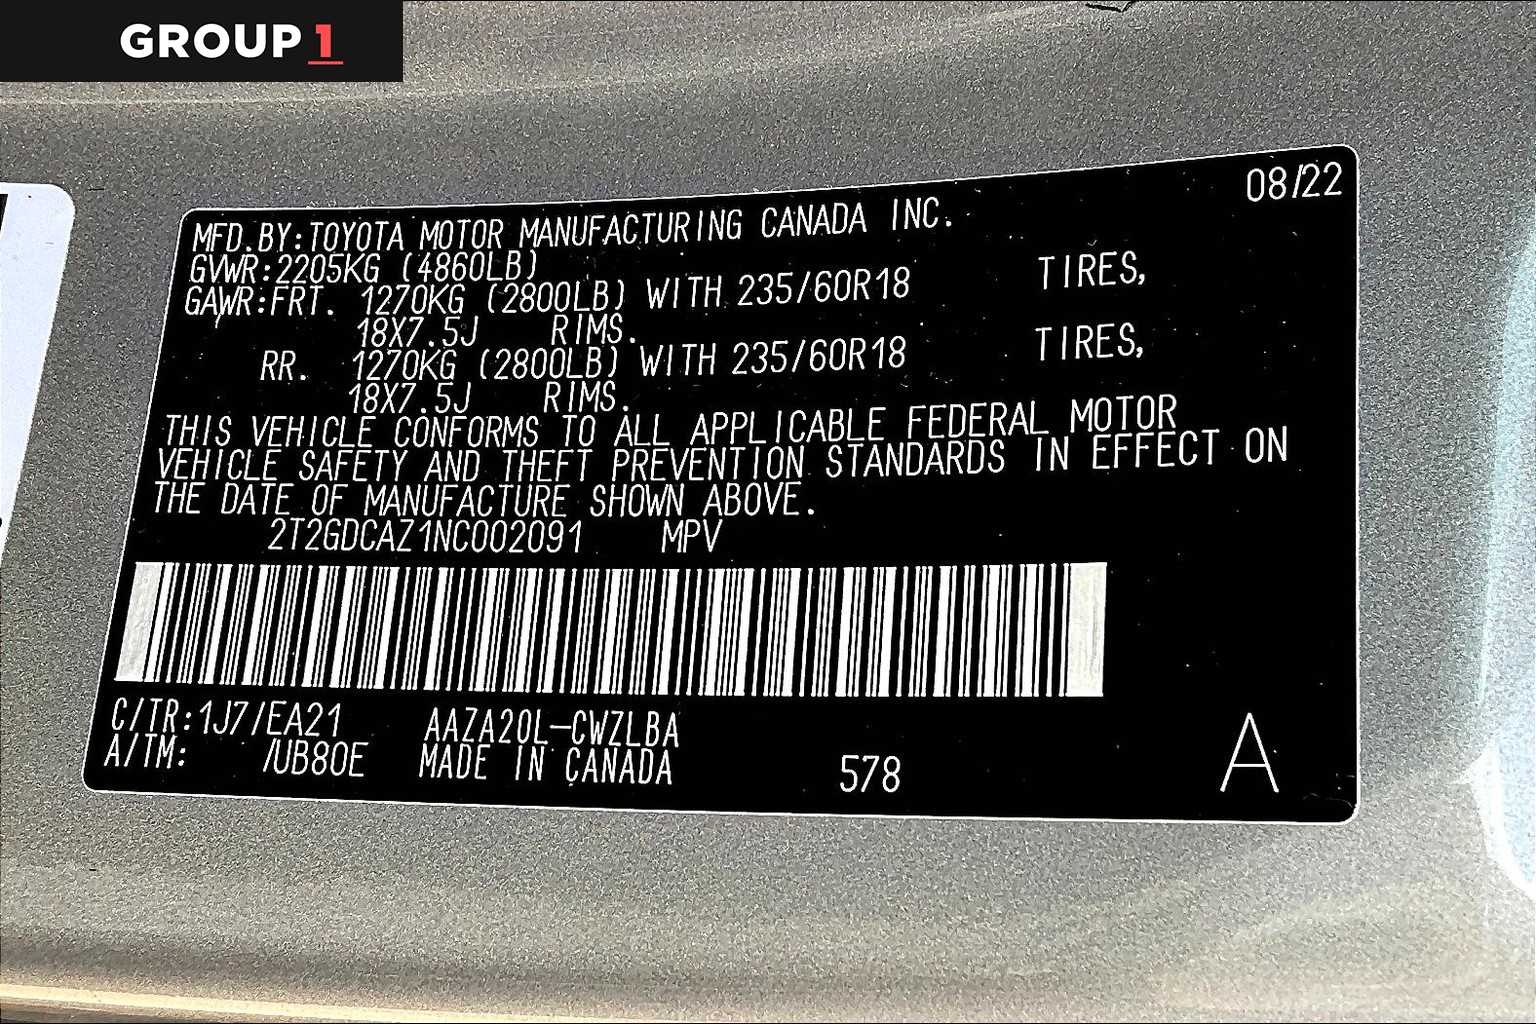 GROUP 1
08/22
MFD.BY:TOYOTA MOTOR MANUFACTURING CANADA INC.
GVWR:2205KG (4860LB)
GAWR:FRT. 1270KG (2800LB) WITH 235/60R18 TIRES,
18X7.5J RIMS.
RR. 1270KG (2800LB) WITH 235/60R18 TIRES,
18X7.5J RIMS.
THIS VEHICLE CONFORMS TO ALL APPLICABLE FEDERAL MOTOR
VEHICLE SAFETY AND THEFT PREVENTION STANDARDS IN EFFECT ON
THE DATE OF MANUFACTURE SHOWN ABOVE.
2T2GDCAZ1NC002091 MPV
C/TR:1J7/EA21 AAZA20L-CWZLBA
A/TM: /UB80E MADE IN CANADA 578 A